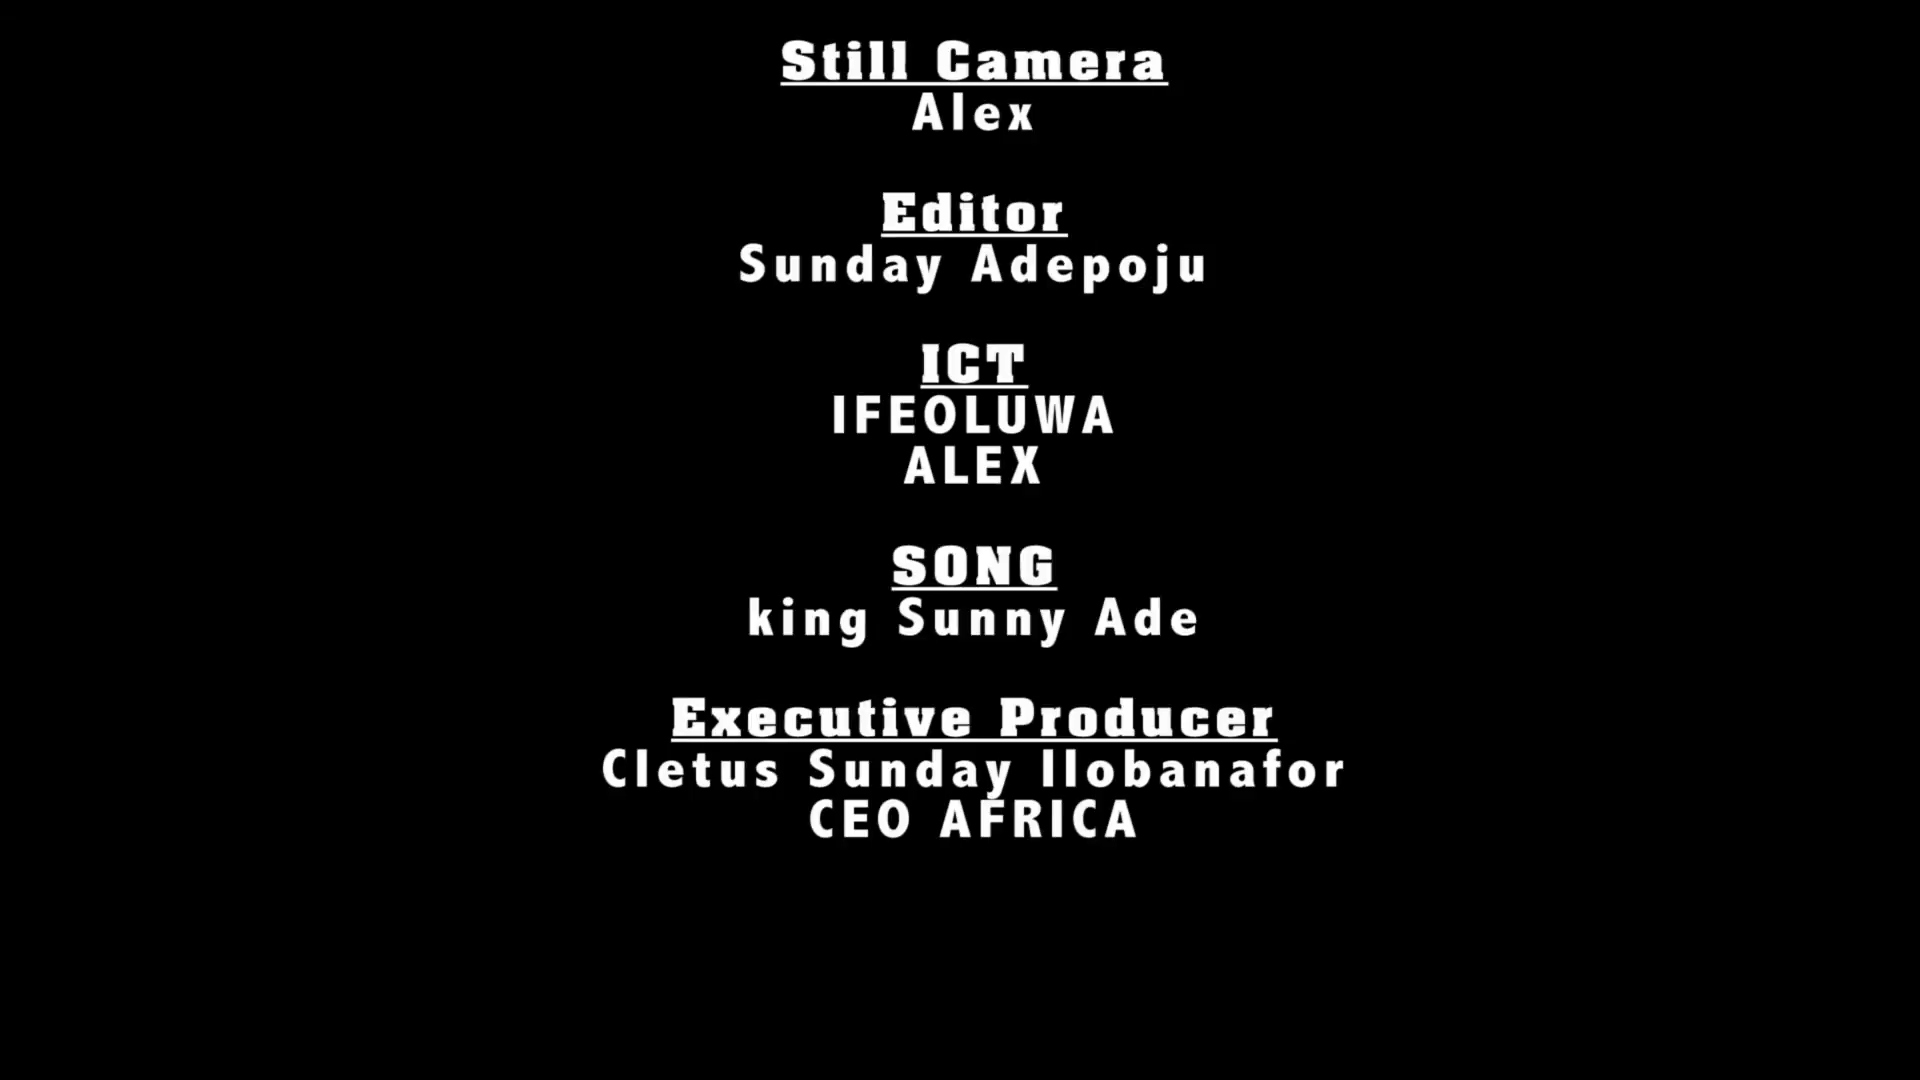 Still Camera
Alex
Editor
Sunday Adepoju
ICT
IFEOLUWA
ALEX
SONG
king Sunny Ade
Executive Producer
Cletus Sunday Ilobanafor
CEO AFRICA